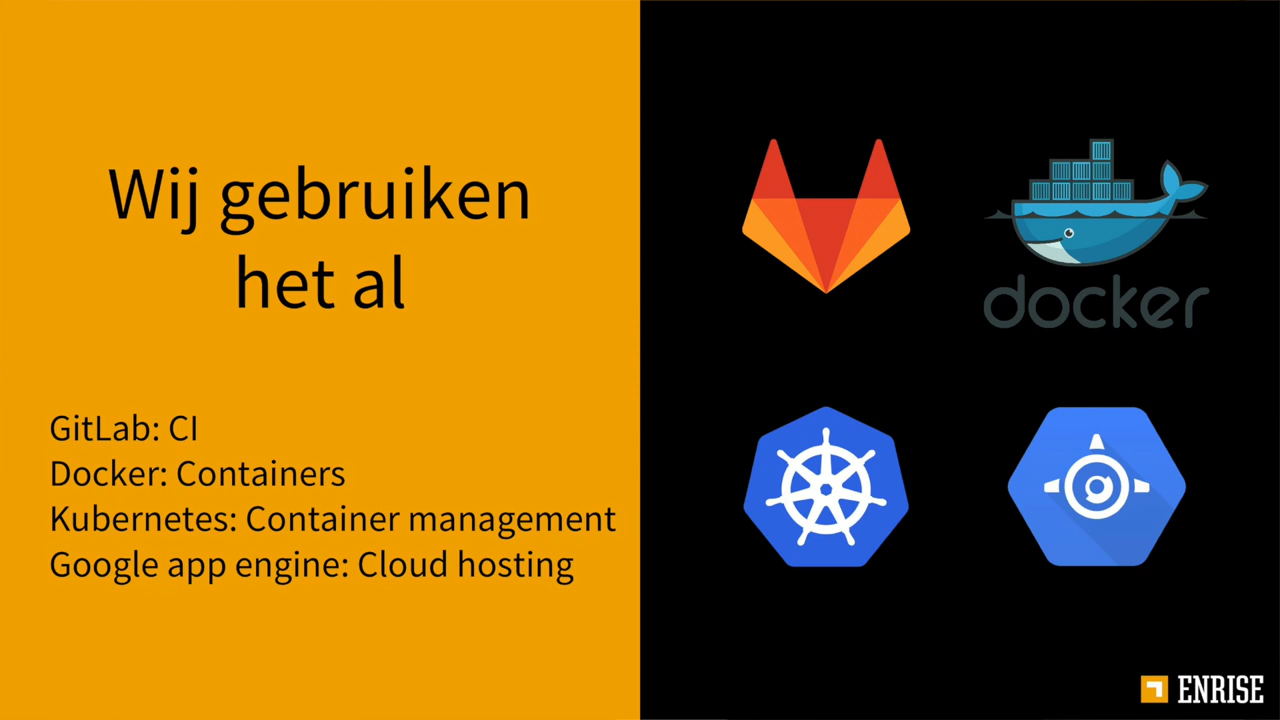 Wij gebruiken
het al
GitLab: CI
Docker: Containers
Kubernetes: Container management
Google app engine: Cloud hosting
docker
ENRISE